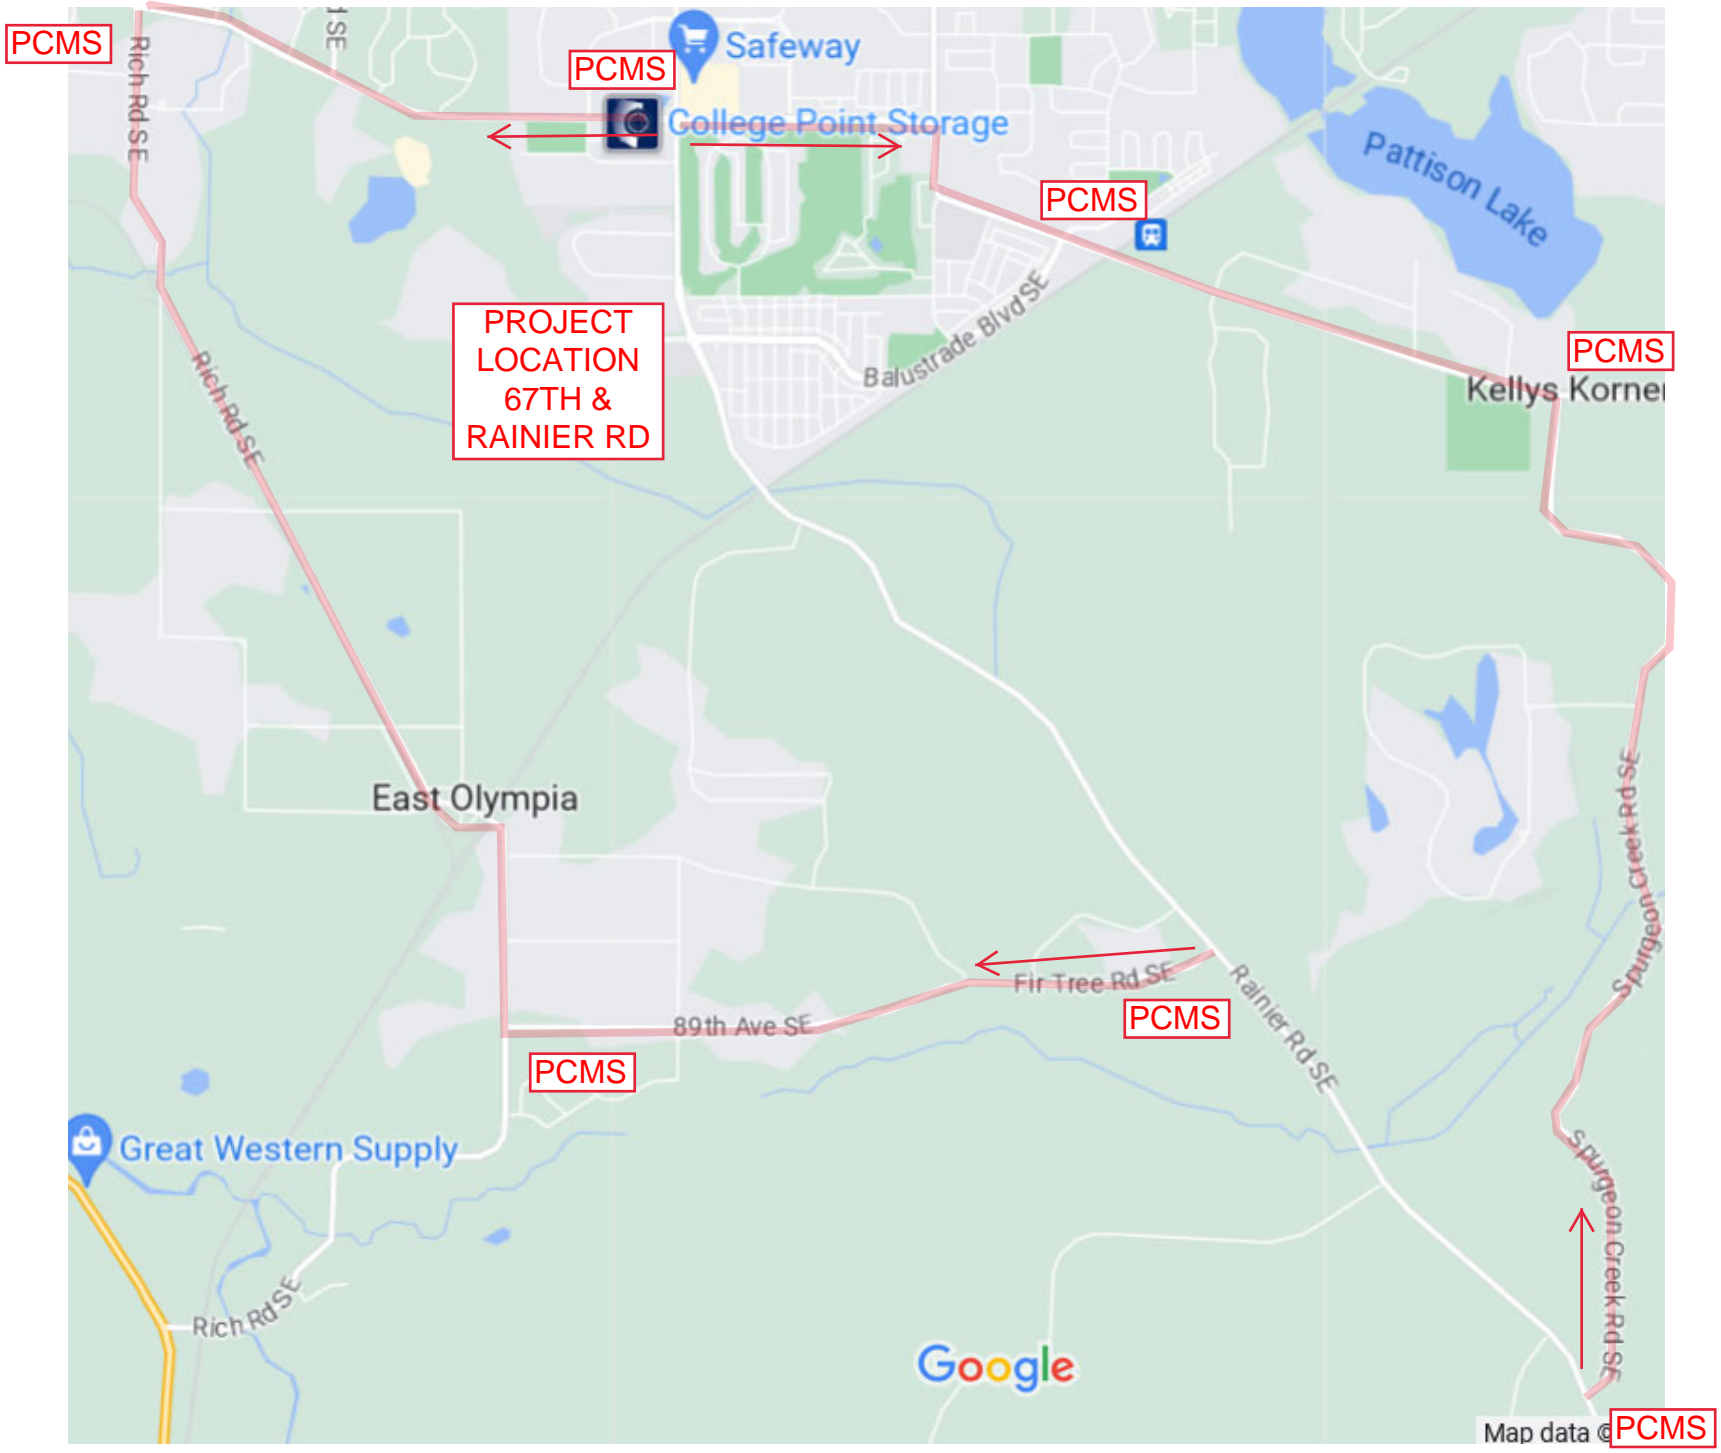 PCMS
Rich Rd SE
d SE
PCMS
Safeway
College Point Storage
PCMS
Pattison Lake
PROJECT
LOCATION
67TH &
RAINIER RD
Balustrade Blvd SE
PCMS
Kellys Korner
Rich Rd SE
East Olympia
Spurgeon Creek Rd SE
Fir Tree Rd SE
Rainier Rd SE
PCMS
89th Ave SE
PCMS
Great Western Supply
Spurgeon Creek Rd SE
Rich Rd SE
Google
Map data ©
PCMS